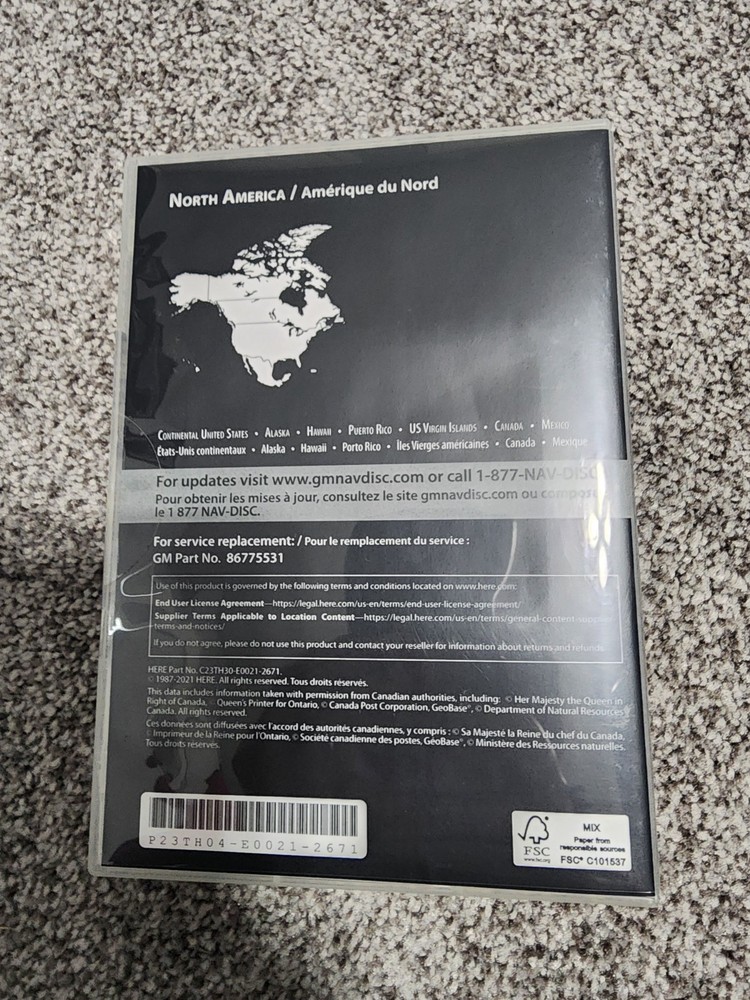 NORTH AMERICA / Amérique du Nord
CONTINENTAL UNITED STATES • ALASKA • HAWAII • PUERTO RICO • US VIRGIN ISLANDS • CANADA • MEXICO
États-Unis continentaux • Alaska • Hawaii • Porto Rico • Îles Vierges américaines • Canada • Mexique
For updates visit www.gmnavdisc.com or call 1-877-NAV-DISC
Pour obtenir les mises à jour, consultez le site gmnavdisc.com ou composez
le 1 877 NAV-DISC.
For service replacement: / Pour le remplacement du service :
GM Part No. 86775531
Use of this product is governed by the following terms and conditions located on www.here.com:
End User License Agreement—https://legal.here.com/us-en/terms/end-user-license-agreement/
Supplier Terms Applicable to Location Content—https://legal.here.com/us-en/terms/general-content-supplier-
terms-and-notices/
If you do not agree, please do not use this product and contact your reseller for information about returns and refunds.
HERE Part No. C23TH30-E0021-2671.
© 1987-2021 HERE. All rights reserved. Tous droits réservés.
This data includes information taken with permission from Canadian authorities, including: © Her Majesty the Queen in
Right of Canada, © Queen's Printer for Ontario, © Canada Post Corporation, GeoBase®, © Department of Natural Resources
Canada. All rights reserved.
Ces données sont diffusées avec l'accord des autorités canadiennes, y compris : © Sa Majesté la Reine du chef du Canada,
© Imprimeur de la Reine pour l'Ontario, © Société canadienne des postes, GéoBase®, © Ministère des Ressources naturelles.
Tous droits réservés.
P23TH04-E0021-2671
FSC
www.fsc.org
MIX
Paper from
responsible sources
FSC® C101537